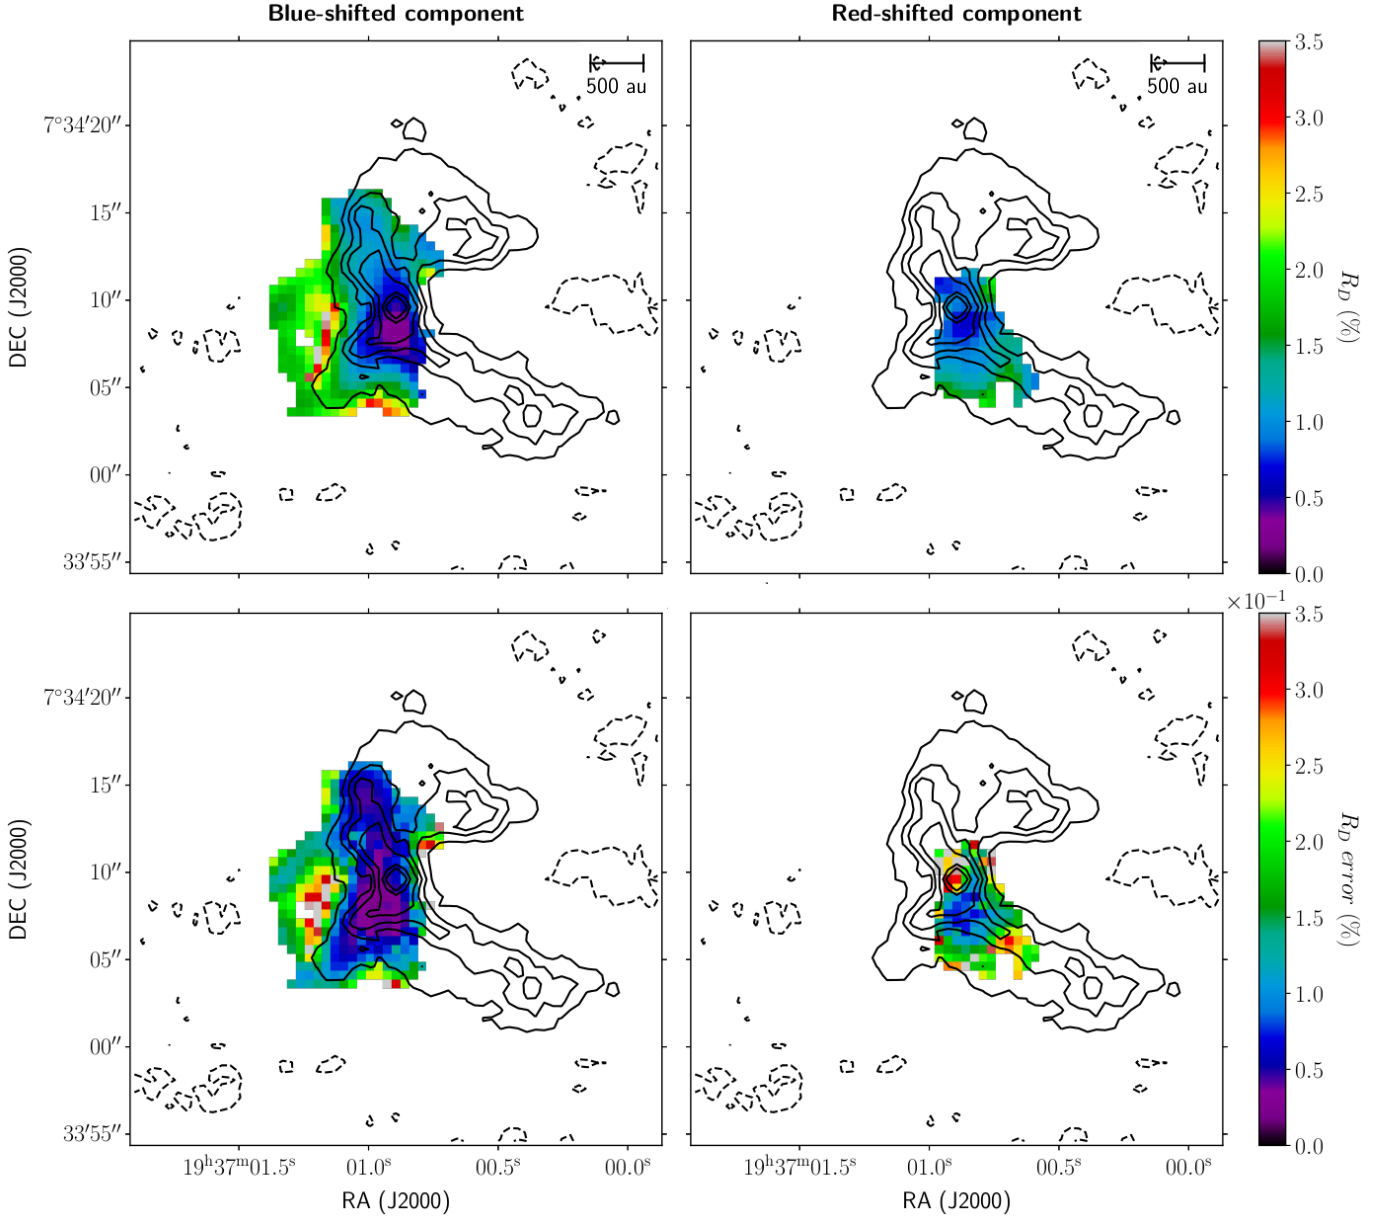 Blue-shifted component
Red-shifted component
500 au
500 au
7°34′20″
15″
10″
05″
00″
33′55″
DEC (J2000)
3.5
3.0
2.5
2.0
1.5
1.0
0.5
0.0
R_D (%)
×10⁻¹
7°34′20″
15″
10″
05″
00″
33′55″
DEC (J2000)
3.5
3.0
2.5
2.0
1.5
1.0
0.5
0.0
R_D error (%)
19ʰ37ᵐ01.5ˢ
01.0ˢ
00.5ˢ
00.0ˢ
19ʰ37ᵐ01.5ˢ
01.0ˢ
00.5ˢ
00.0ˢ
RA (J2000)
RA (J2000)